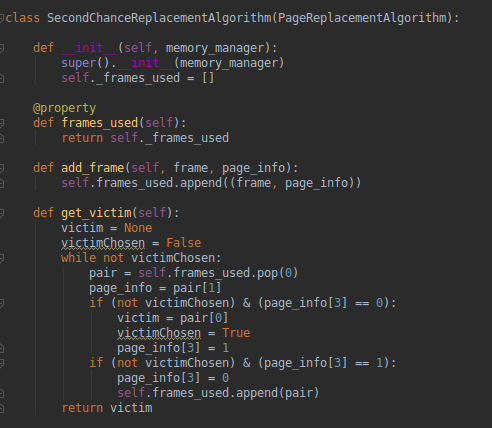 class SecondChanceReplacementAlgorithm(PageReplacementAlgorithm):

    def __init__(self, memory_manager):
        super().__init__(memory_manager)
        self._frames_used = []

    @property
    def frames_used(self):
        return self._frames_used

    def add_frame(self, frame, page_info):
        self.frames_used.append((frame, page_info))

    def get_victim(self):
        victim = None
        victimChosen = False
        while not victimChosen:
            pair = self.frames_used.pop(0)
            page_info = pair[1]
            if (not victimChosen) & (page_info[3] == 0):
                victim = pair[0]
                victimChosen = True
                page_info[3] = 1
            if (not victimChosen) & (page_info[3] == 1):
                page_info[3] = 0
                self.frames_used.append(pair)
        return victim